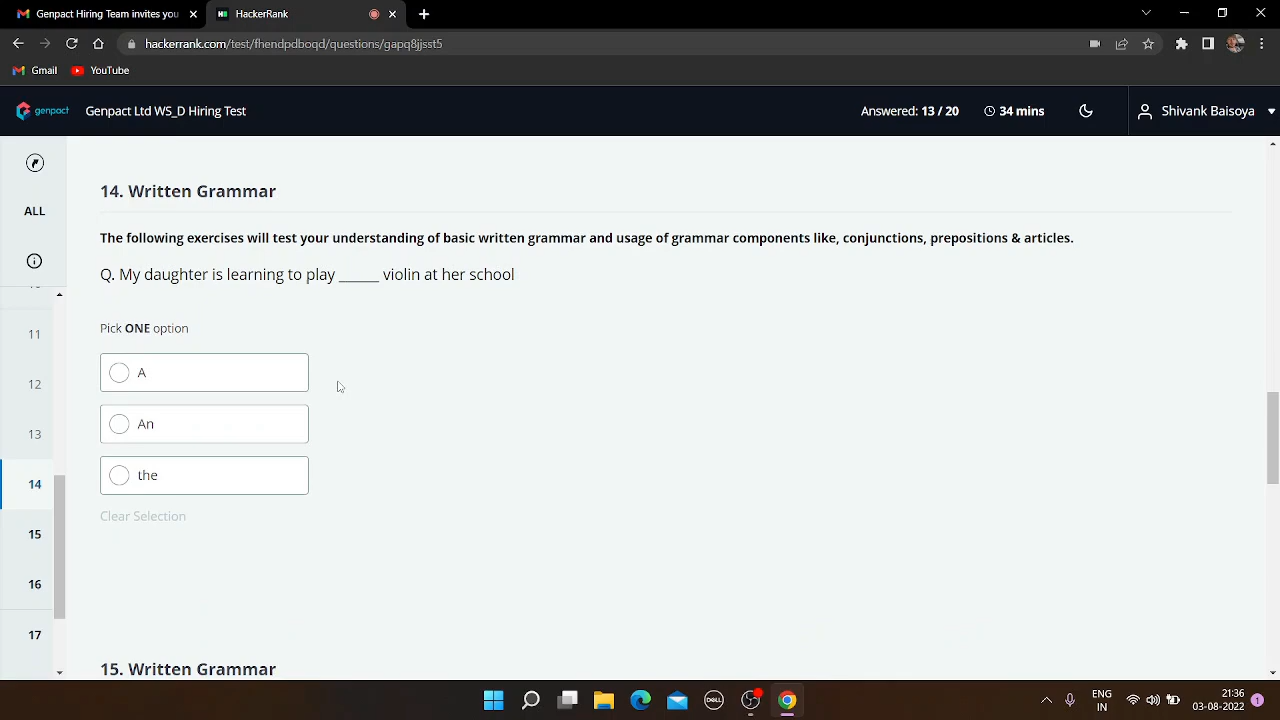 Genpact Hiring Team invites you
HackerRank
hackerrank.com/test/fhendpdboqd/questions/gapq8jjsst5
Gmail
YouTube
genpact
Genpact Ltd WS_D Hiring Test
Answered: 13 / 20
34 mins
Shivank Baisoya
ALL
11
12
13
14
15
16
17
14. Written Grammar
The following exercises will test your understanding of basic written grammar and usage of grammar components like, conjunctions, prepositions & articles.
Q. My daughter is learning to play ______ violin at her school
Pick ONE option
A
An
the
Clear Selection
15. Written Grammar
DELL
ENG
IN
21:36
03-08-2022
1